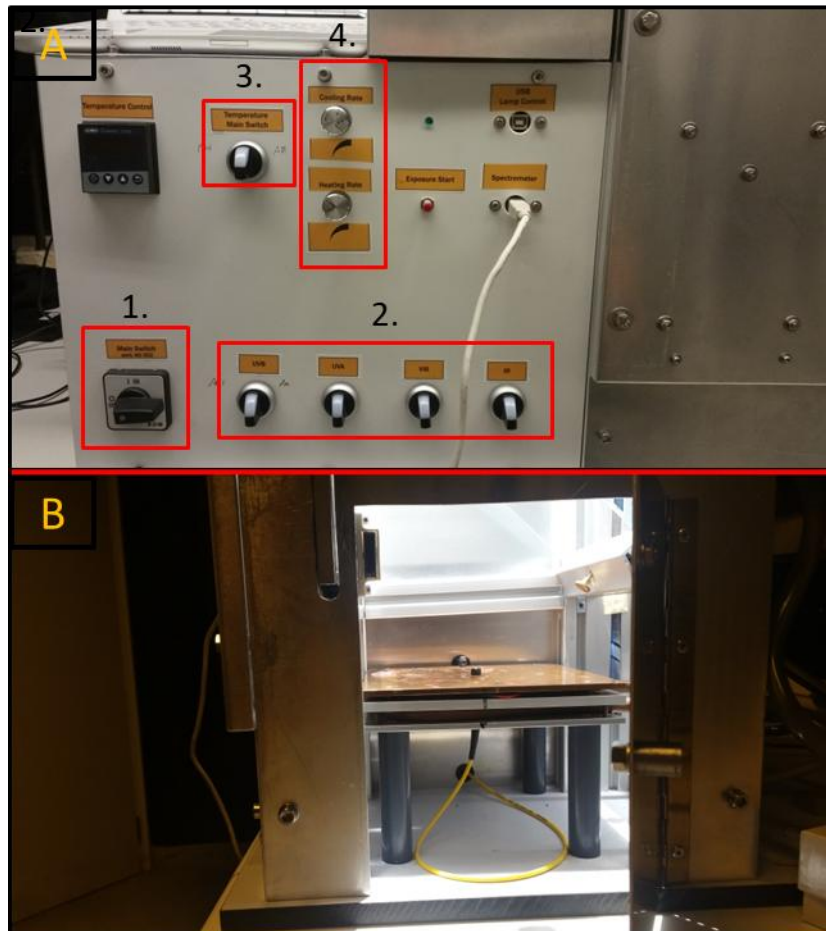 2.
A
3.
4.
Temperature Control
Temperature
Main Switch
Cooling Rate
USB
Lamp Control
Heating Rate
Exposure Start
Spectrometer
1.
2.
Main Switch
UVB
UVA
VIS
IR
B